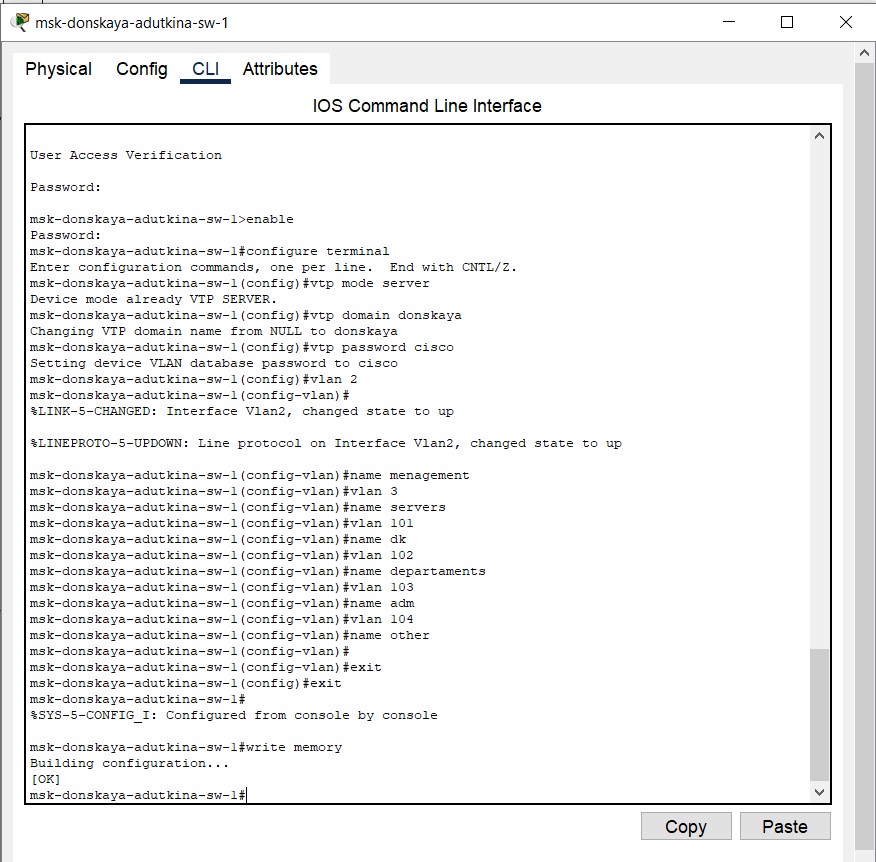 msk-donskaya-adutkina-sw-1
Physical Config CLI Attributes
IOS Command Line Interface
User Access Verification
Password:
msk-donskaya-adutkina-sw-1>enable
Password:
msk-donskaya-adutkina-sw-1#configure terminal
Enter configuration commands, one per line.  End with CNTL/Z.
msk-donskaya-adutkina-sw-1(config)#vtp mode server
Device mode already VTP SERVER.
msk-donskaya-adutkina-sw-1(config)#vtp domain donskaya
Changing VTP domain name from NULL to donskaya
msk-donskaya-adutkina-sw-1(config)#vtp password cisco
Setting device VLAN database password to cisco
msk-donskaya-adutkina-sw-1(config)#vlan 2
msk-donskaya-adutkina-sw-1(config-vlan)#
%LINK-5-CHANGED: Interface Vlan2, changed state to up
%LINEPROTO-5-UPDOWN: Line protocol on Interface Vlan2, changed state to up
msk-donskaya-adutkina-sw-1(config-vlan)#name menagement
msk-donskaya-adutkina-sw-1(config-vlan)#vlan 3
msk-donskaya-adutkina-sw-1(config-vlan)#name servers
msk-donskaya-adutkina-sw-1(config-vlan)#vlan 101
msk-donskaya-adutkina-sw-1(config-vlan)#name dk
msk-donskaya-adutkina-sw-1(config-vlan)#vlan 102
msk-donskaya-adutkina-sw-1(config-vlan)#name departaments
msk-donskaya-adutkina-sw-1(config-vlan)#vlan 103
msk-donskaya-adutkina-sw-1(config-vlan)#name adm
msk-donskaya-adutkina-sw-1(config-vlan)#vlan 104
msk-donskaya-adutkina-sw-1(config-vlan)#name other
msk-donskaya-adutkina-sw-1(config-vlan)#
msk-donskaya-adutkina-sw-1(config-vlan)#exit
msk-donskaya-adutkina-sw-1(config)#exit
msk-donskaya-adutkina-sw-1#
%SYS-5-CONFIG_I: Configured from console by console
msk-donskaya-adutkina-sw-1#write memory
Building configuration...
[OK]
msk-donskaya-adutkina-sw-1#
Copy Paste